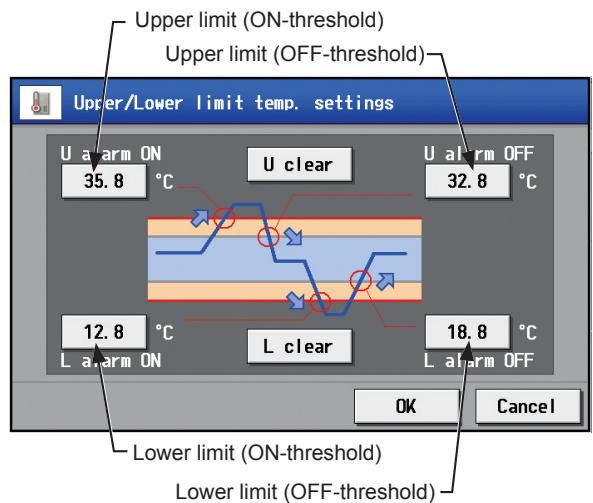 Upper limit (ON-threshold)
Upper limit (OFF-threshold)
Upper/Lower limit temp. settings
U alarm ON
U clear
U alarm OFF
35.8 °C
32.8 °C
12.8 °C
18.8 °C
L clear
L alarm ON
L alarm OFF
OK
Cancel
Lower limit (ON-threshold)
Lower limit (OFF-threshold)